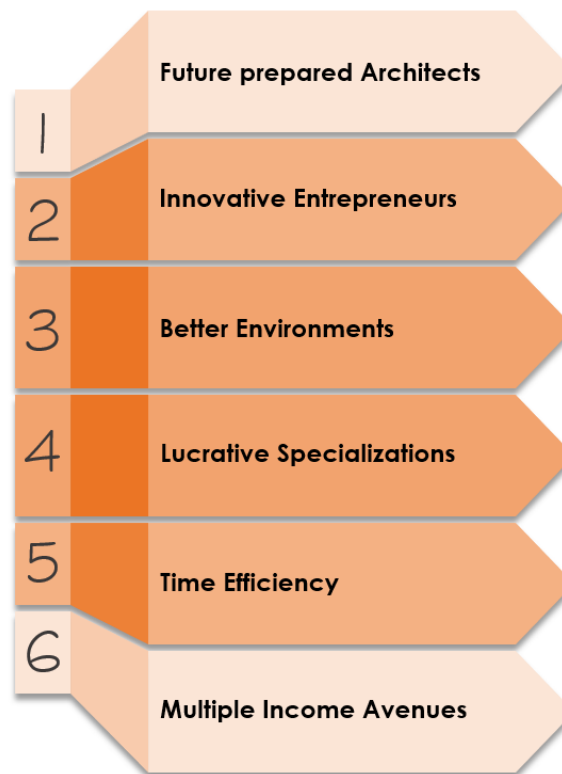 1
Future prepared Architects
2
Innovative Entrepreneurs
3
Better Environments
4
Lucrative Specializations
5
Time Efficiency
6
Multiple Income Avenues